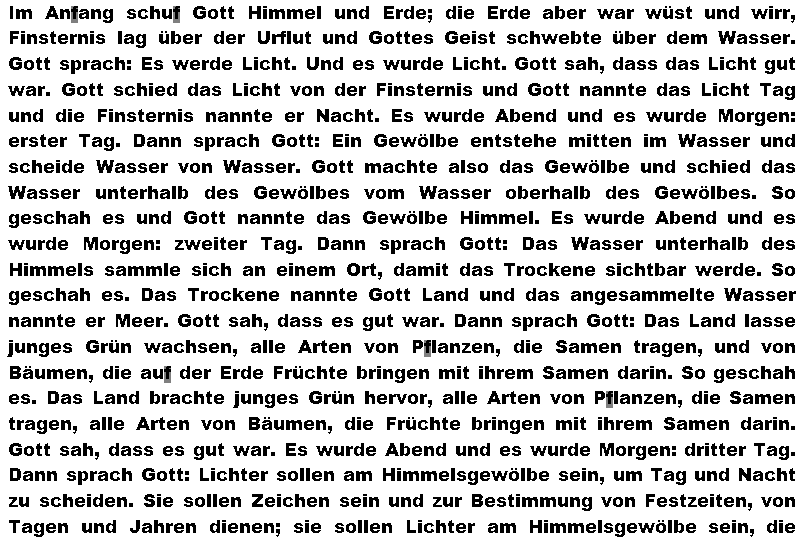 Im Anfang schuf Gott Himmel und Erde; die Erde aber war wüst und wirr,
Finsternis lag über der Urflut und Gottes Geist schwebte über dem Wasser.
Gott sprach: Es werde Licht. Und es wurde Licht. Gott sah, dass das Licht gut
war. Gott schied das Licht von der Finsternis und Gott nannte das Licht Tag
und die Finsternis nannte er Nacht. Es wurde Abend und es wurde Morgen:
erster Tag. Dann sprach Gott: Ein Gewölbe entstehe mitten im Wasser und
scheide Wasser von Wasser. Gott machte also das Gewölbe und schied das
Wasser unterhalb des Gewölbes vom Wasser oberhalb des Gewölbes. So
geschah es und Gott nannte das Gewölbe Himmel. Es wurde Abend und es
wurde Morgen: zweiter Tag. Dann sprach Gott: Das Wasser unterhalb des
Himmels sammle sich an einem Ort, damit das Trockene sichtbar werde. So
geschah es. Das Trockene nannte Gott Land und das angesammelte Wasser
nannte er Meer. Gott sah, dass es gut war. Dann sprach Gott: Das Land lasse
junges Grün wachsen, alle Arten von Pflanzen, die Samen tragen, und von
Bäumen, die auf der Erde Früchte bringen mit ihrem Samen darin. So geschah
es. Das Land brachte junges Grün hervor, alle Arten von Pflanzen, die Samen
tragen, alle Arten von Bäumen, die Früchte bringen mit ihrem Samen darin.
Gott sah, dass es gut war. Es wurde Abend und es wurde Morgen: dritter Tag.
Dann sprach Gott: Lichter sollen am Himmelsgewölbe sein, um Tag und Nacht
zu scheiden. Sie sollen Zeichen sein und zur Bestimmung von Festzeiten, von
Tagen und Jahren dienen; sie sollen Lichter am Himmelsgewölbe sein, die